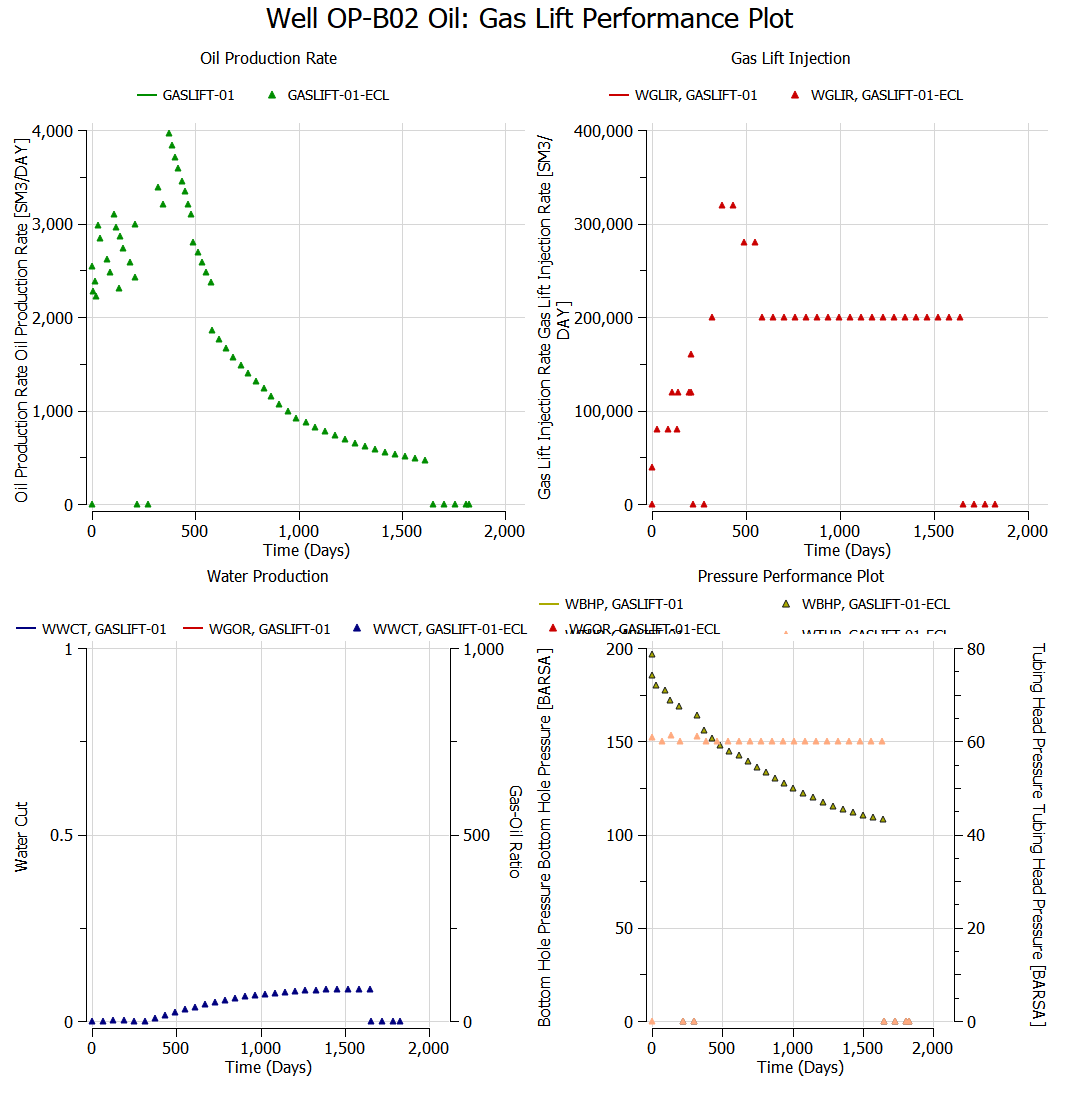 Well OP-B02 Oil: Gas Lift Performance Plot
Oil Production Rate
GASLIFT-01
GASLIFT-01-ECL
Oil Production Rate Oil Production Rate [SM3/DAY]
4,000
3,000
2,000
1,000
0
0
500
1,000
1,500
2,000
Time (Days)
Gas Lift Injection
WGLIR, GASLIFT-01
WGLIR, GASLIFT-01-ECL
Gas Lift Injection Rate Gas Lift Injection Rate [SM3/
DAY]
400,000
300,000
200,000
100,000
0
0
500
1,000
1,500
2,000
Time (Days)
Water Production
WWCT, GASLIFT-01
WGOR, GASLIFT-01
WWCT, GASLIFT-01-ECL
WGOR, GASLIFT-01-ECL
Water Cut
1
0.5
0
1,000
500
0
Gas-Oil Ratio
0
500
1,000
1,500
2,000
Time (Days)
Pressure Performance Plot
WBHP, GASLIFT-01
WBHP, GASLIFT-01-ECL
WTHP, GASLIFT-01-ECL
Bottom Hole Pressure Bottom Hole Pressure [BARSA]
200
150
100
50
0
80
60
40
20
0
Tubing Head Pressure Tubing Head Pressure [BARSA]
0
500
1,000
1,500
2,000
Time (Days)